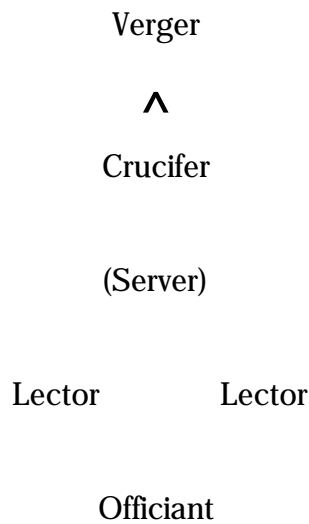 Verger
^
Crucifer
(Server)
Lector Lector
Officiant